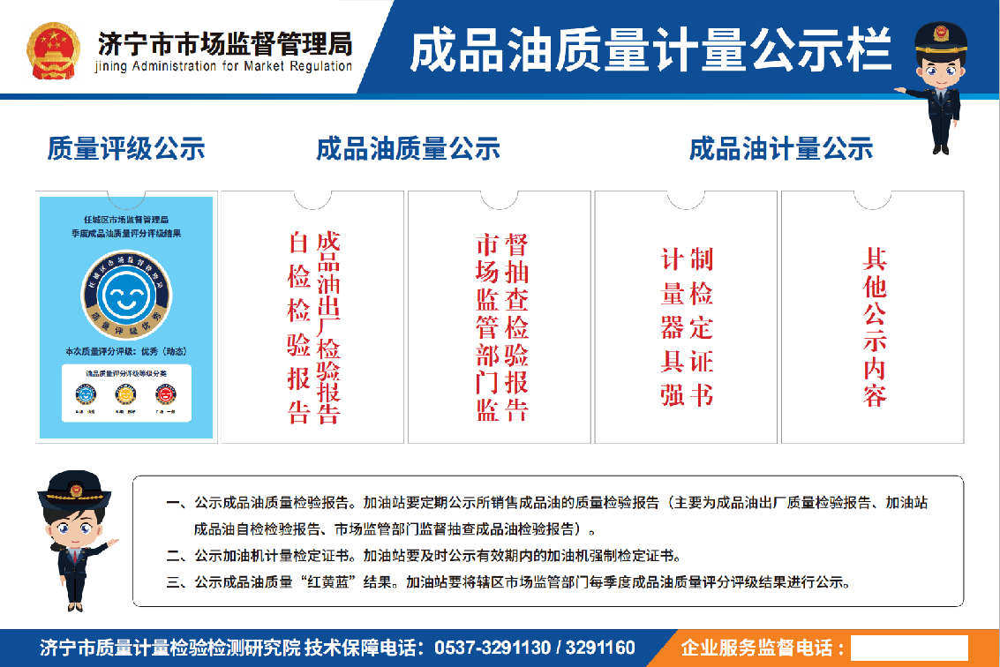 济宁市市场监督管理局
jining Administration for Market Regulation
成品油质量计量公示栏
质量评级公示
成品油质量公示
成品油计量公示
任城区市场监督管理局
季度成品油质量评分评级结果
任城区市场监督管理局
质量评级优秀
本次质量评分评级：优秀（动态）
油品质量评分评级等级分类
成品油出厂检验报告
自检检验报告
市场监管部门监
督抽查检验报告
计量器具强
制检定证书
其他公示内容
一、公示成品油质量检验报告。加油站要定期公示所销售成品油的质量检验报告（主要为成品油出厂质量检验报告、加油站
成品油自检检验报告、市场监管部门监督抽查成品油检验报告）。
二、公示加油机计量检定证书。加油站要及时公示有效期内的加油机强制检定证书。
三、公示成品油质量“红黄蓝”结果。加油站要将辖区市场监管部门每季度成品油质量评分评级结果进行公示。
济宁市质量计量检验检测研究院 技术保障电话：0537-3291130 / 3291160
企业服务监督电话：